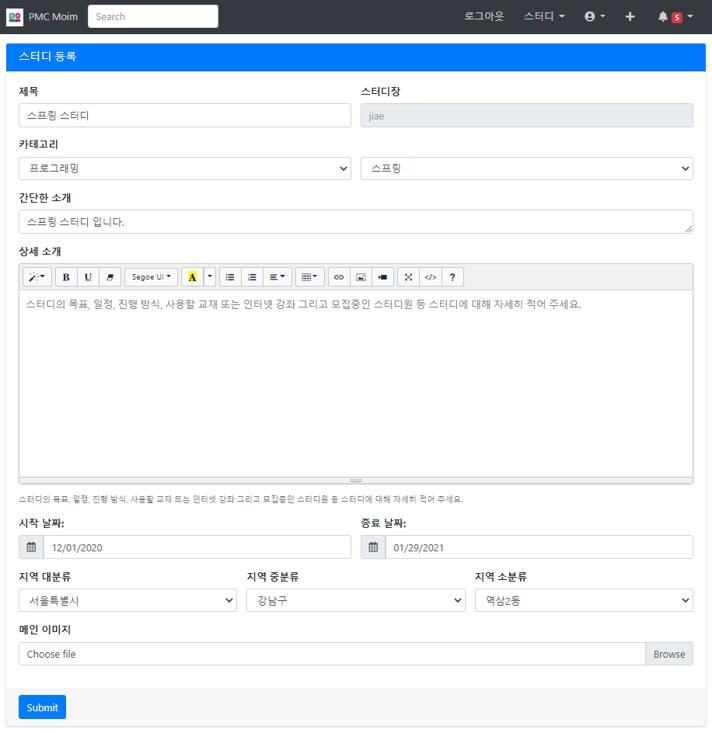 PMC Moim Search 로그아웃 스터디 5
스터디 등록
제목 스터디장
스프링 스터디 jiae
카테고리
프로그래밍 스프링
간단한 소개
스프링 스터디 입니다.
상세 소개
B U Segoe UI A </> ?
스터디의 목표, 일정, 진행 방식, 사용할 교재 또는 인터넷 강좌 그리고 모집중인 스터디원 등 스터디에 대해 자세히 적어 주세요.
스터디의 목표, 일정, 진행 방식, 사용할 교재 또는 인터넷 강좌 그리고 모집중인 스터디원 등 스터디에 대해 자세히 적어 주세요.
시작 날짜: 종료 날짜:
12/01/2020 01/29/2021
지역 대분류 지역 중분류 지역 소분류
서울특별시 강남구 역삼2동
메인 이미지
Choose file Browse
Submit